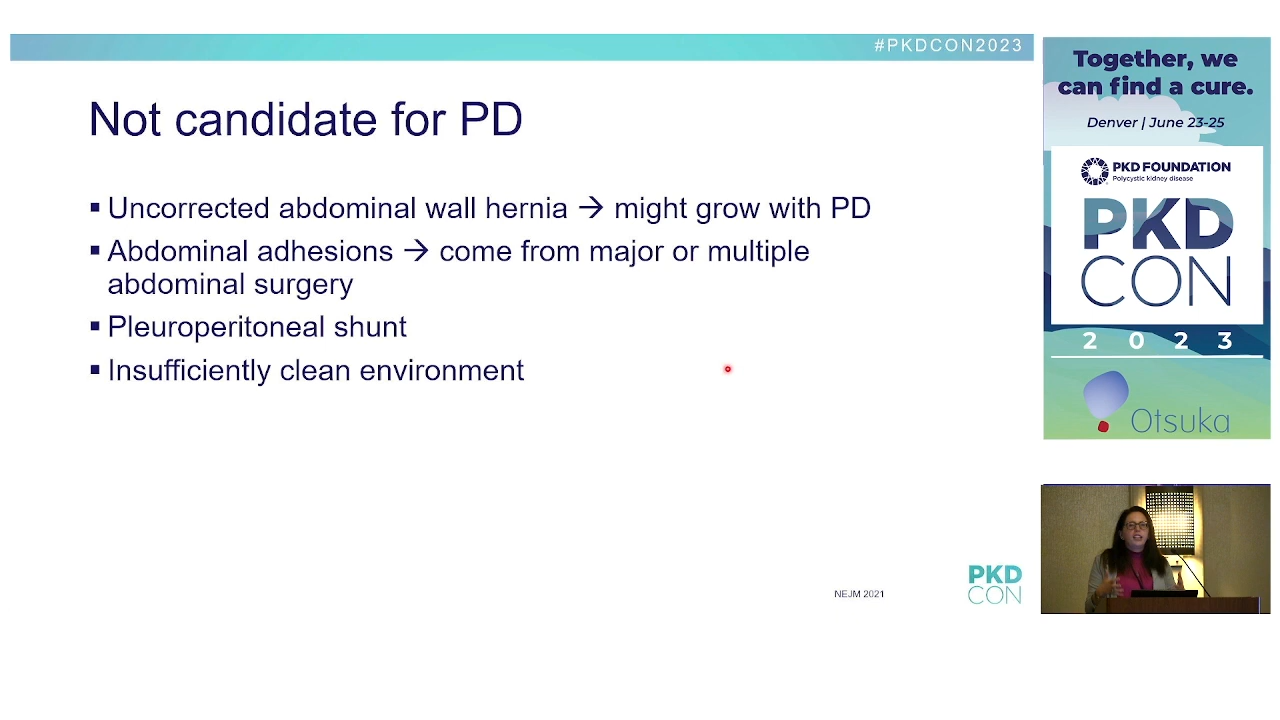 #PKDCON2023
Not candidate for PD
▪ Uncorrected abdominal wall hernia → might grow with PD
▪ Abdominal adhesions → come from major or multiple
abdominal surgery
▪ Pleuroperitoneal shunt
▪ Insufficiently clean environment
NEJM 2021
PKD
CON
Together, we
can find a cure.
Denver | June 23-25
PKD FOUNDATION
Polycystic kidney disease
PKD
CON
2 0 2 3
Otsuka